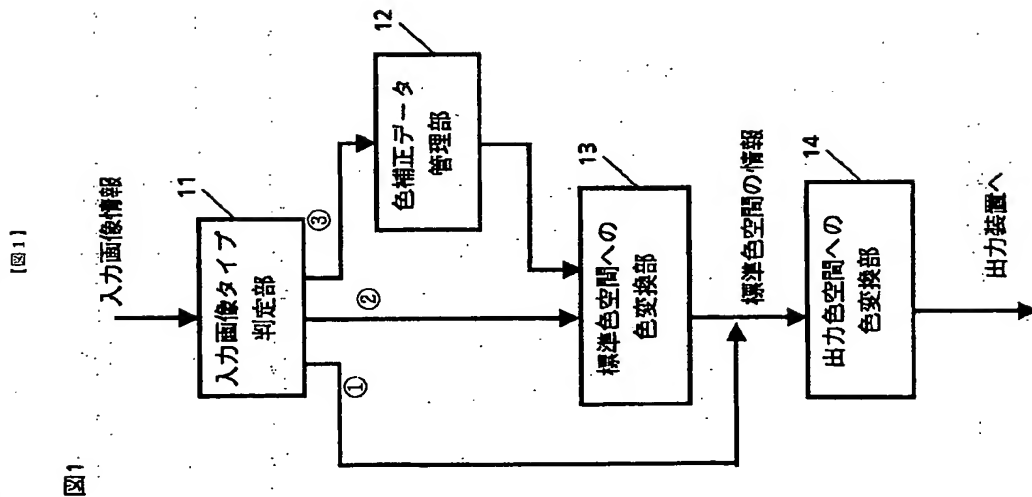 [図1]
図1
入力画像情報
11
入力画像タイプ
判定部
①
②
③
12
色補正データ
管理部
13
標準色空間への
色変換部
標準色空間の情報
14
出力色空間への
色変換部
出力装置へ